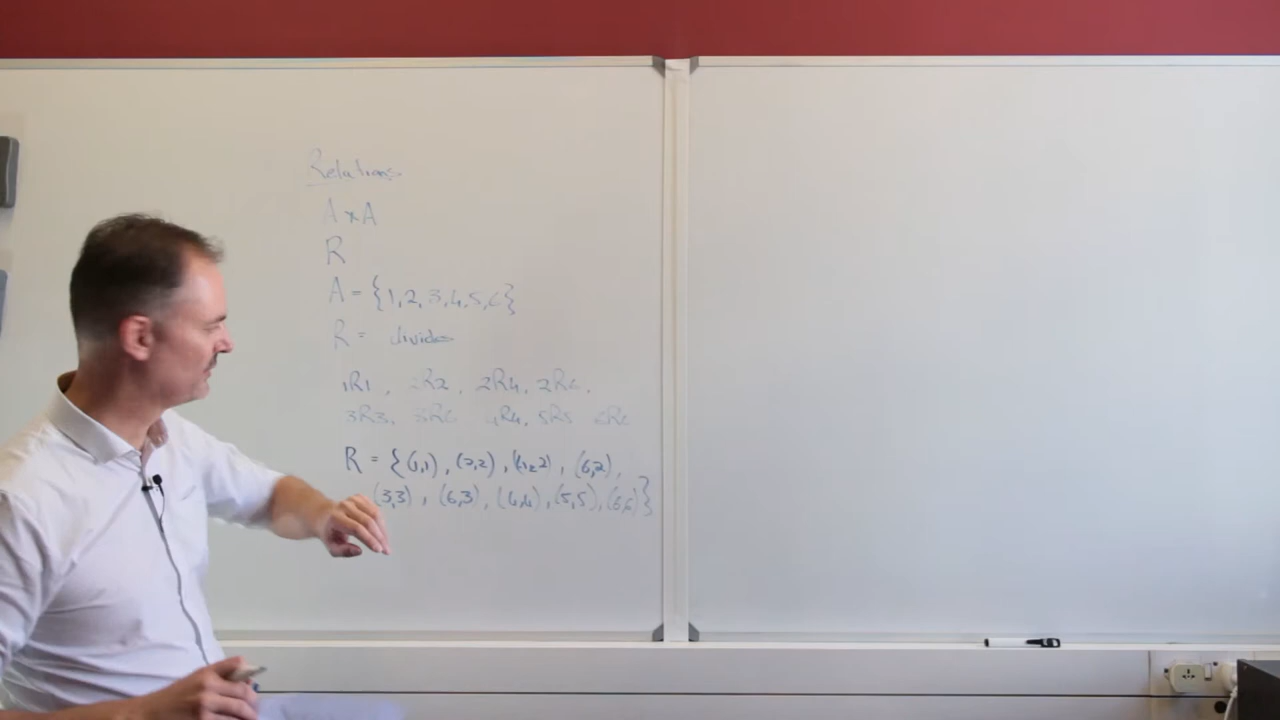 Relations
A × A
R
A = {1,2,3,4,5,6}
R = divides
1R1, 2R2, 2R4, 2R6,
3R3, 3R6 4R4, 5R5 6R6
R = {(1,1), (2,2), (4,2), (6,2),
(3,3), (6,3), (4,4), (5,5), (6,6)}